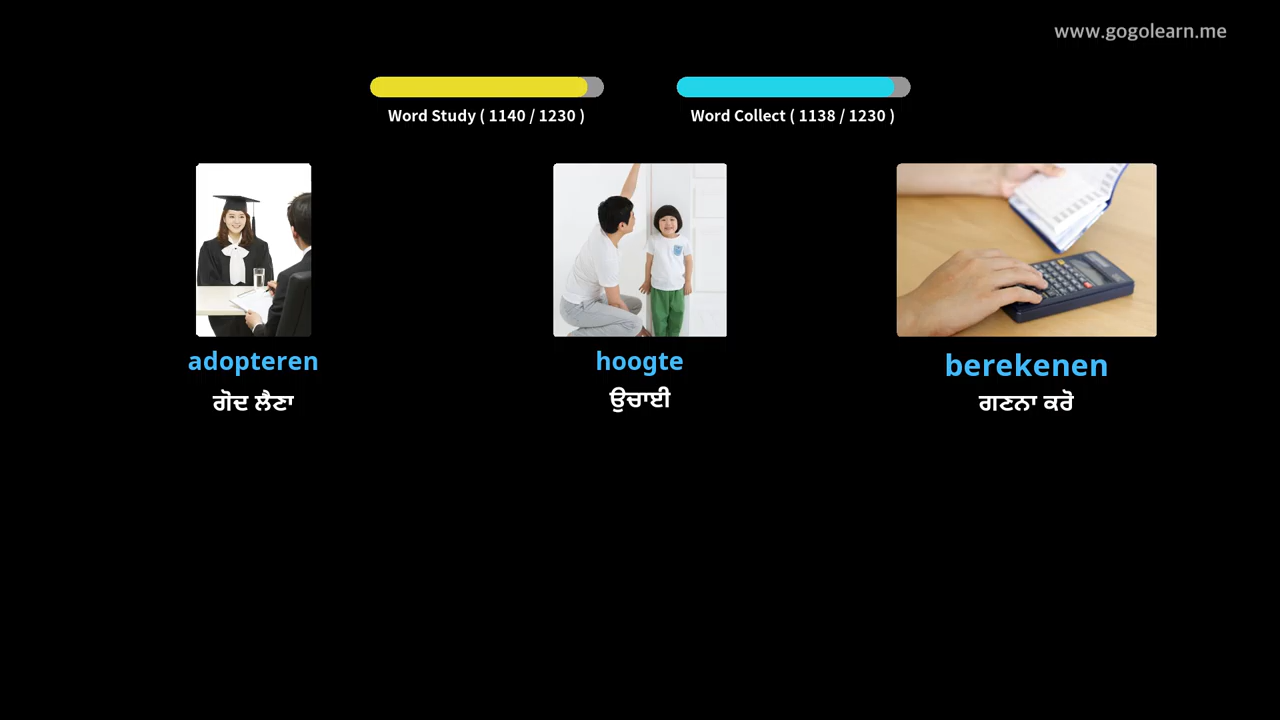 www.gogolearn.me
Word Study ( 1140 / 1230 )
Word Collect ( 1138 / 1230 )
adopteren
hoogte
berekenen
ਗੋਦ ਲੈਣਾ
ਉਚਾਈ
ਗਣਨਾ ਕਰੋ